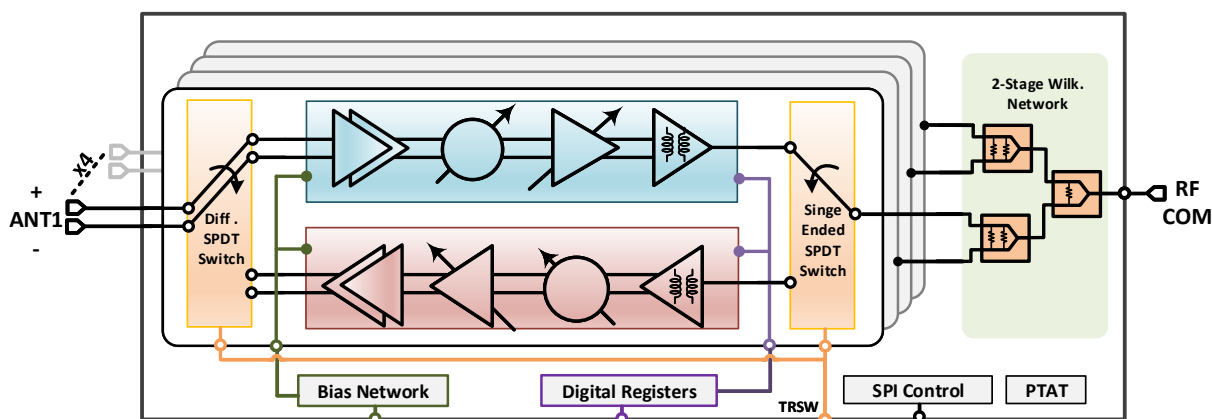 2-Stage Wilk.
Network
x4
+
ANT1
-
Diff.
SPDT
Switch
Singe
Ended
SPDT
Switch
RF
COM
Bias Network
Digital Registers
TRSW
SPI Control
PTAT